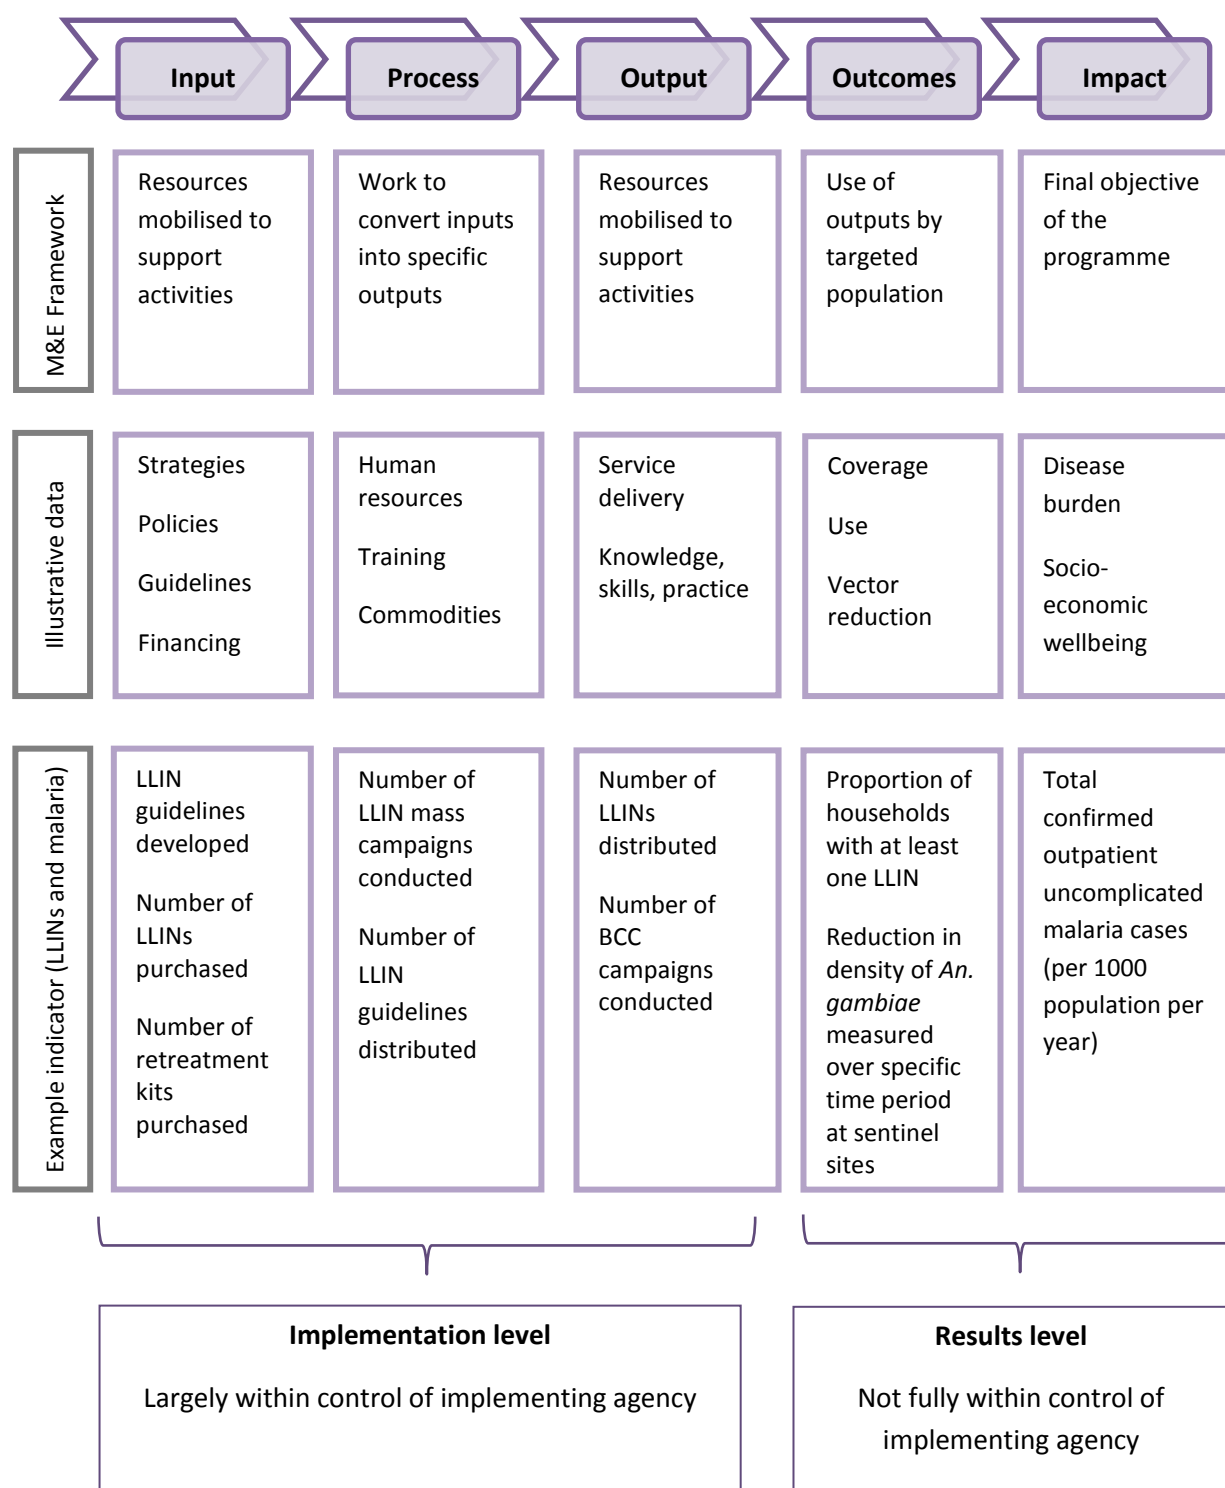 Input
Process
Output
Outcomes
Impact
M&E Framework
Resources
mobilised to
support
activities
Work to
convert inputs
into specific
outputs
Resources
mobilised to
support
activities
Use of
outputs by
targeted
population
Final objective
of the
programme
Illustrative data
Strategies
Policies
Guidelines
Financing
Human
resources
Training
Commodities
Service
delivery
Knowledge,
skills, practice
Coverage
Use
Vector
reduction
Disease
burden
Socio-
economic
wellbeing
Example indicator (LLINs and malaria)
LLIN
guidelines
developed
Number of
LLINs
purchased
Number of
retreatment
kits
purchased
Number of
LLIN mass
campaigns
conducted
Number of
LLIN
guidelines
distributed
Number of
LLINs
distributed
Number of
BCC
campaigns
conducted
Proportion of
households
with at least
one LLIN
Reduction in
density of An.
gambiae
measured
over specific
time period
at sentinel
sites
Total
confirmed
outpatient
uncomplicated
malaria cases
(per 1000
population per
year)
Implementation level
Largely within control of implementing agency
Results level
Not fully within control of
implementing agency